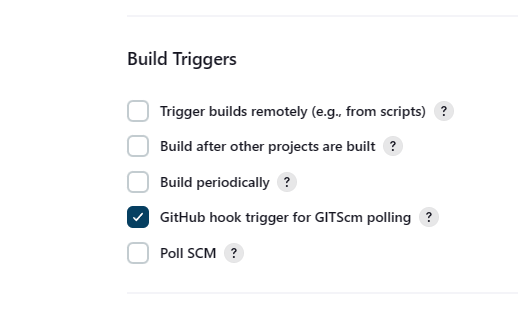 Build Triggers
Trigger builds remotely (e.g., from scripts) ?
Build after other projects are built ?
Build periodically ?
GitHub hook trigger for GITScm polling ?
Poll SCM ?